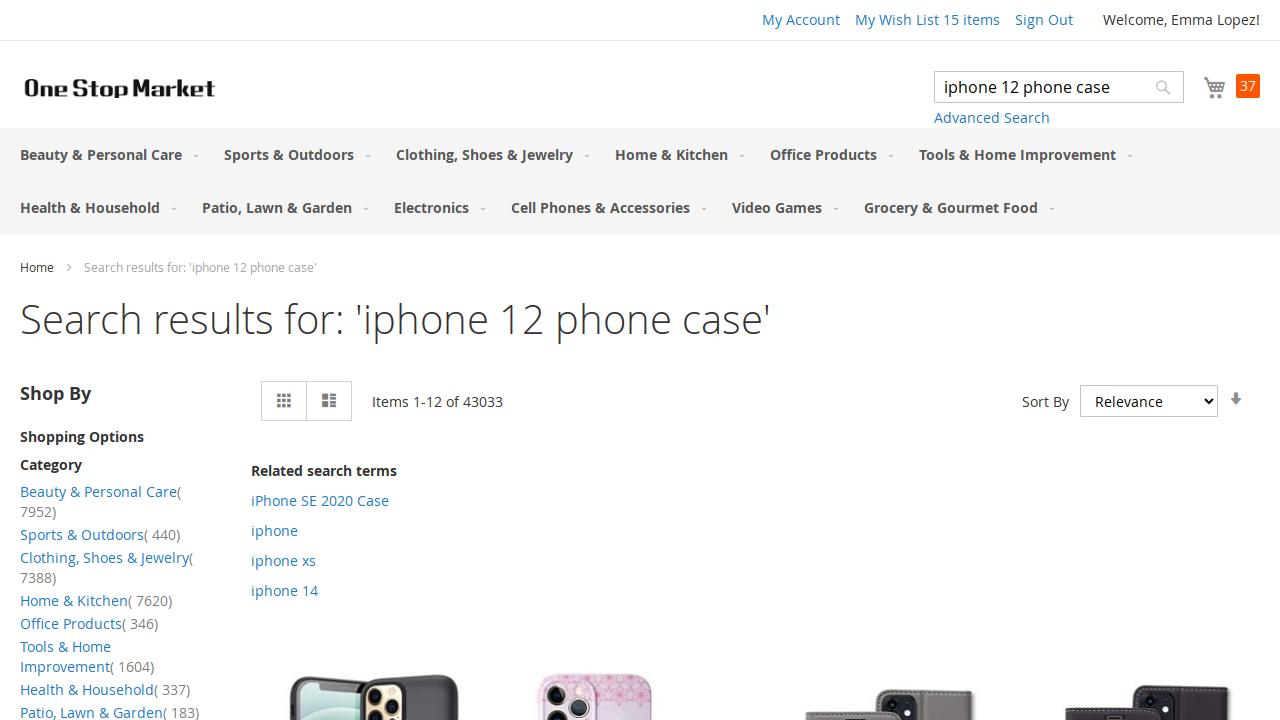 My Account My Wish List 15 items Sign Out Welcome, Emma Lopez!
One Stop Market
iphone 12 phone case
37
Advanced Search
Beauty & Personal Care Sports & Outdoors Clothing, Shoes & Jewelry Home & Kitchen Office Products Tools & Home Improvement
Health & Household Patio, Lawn & Garden Electronics Cell Phones & Accessories Video Games Grocery & Gourmet Food
Home Search results for: 'iphone 12 phone case'
Search results for: 'iphone 12 phone case'
Shop By
Items 1-12 of 43033
Sort By Relevance
Shopping Options
Category
Beauty & Personal Care(
7952)
Sports & Outdoors( 440)
Clothing, Shoes & Jewelry(
7388)
Home & Kitchen( 7620)
Office Products( 346)
Tools & Home
Improvement( 1604)
Health & Household( 337)
Patio, Lawn & Garden( 183)
Related search terms
iPhone SE 2020 Case
iphone
iphone xs
iphone 14